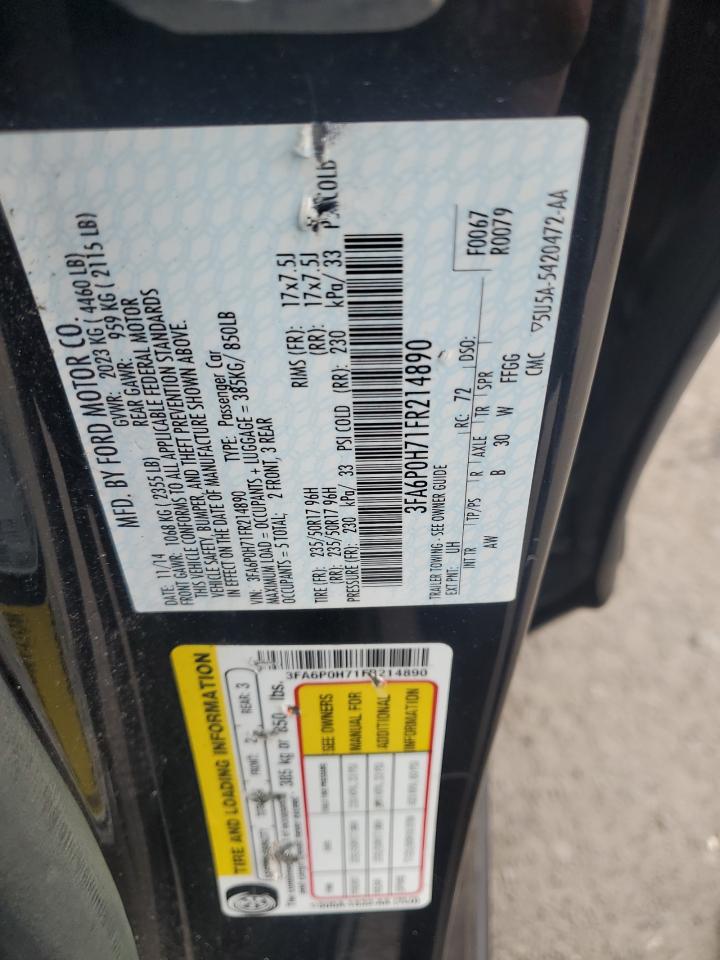 MFD. BY FORD MOTOR CO.
DATE: 11/14 GVWR: 2023 KG ( 4460 LB)
FRONT GAWR: 1068 KG ( 2355 LB) REAR GAWR: 959 KG ( 2115 LB)
THIS VEHICLE CONFORMS TO ALL APPLICABLE FEDERAL MOTOR
VEHICLE SAFETY, BUMPER, AND THEFT PREVENTION STANDARDS
IN EFFECT ON THE DATE OF MANUFACTURE SHOWN ABOVE.
VIN: 3FA6P0H71FR214890 TYPE: Passenger Car
MAXIMUM LOAD = OCCUPANTS + LUGGAGE = 385KG/ 850LB
OCCUPANTS = 5 TOTAL: 2 FRONT, 3 REAR
TIRE (FR): 235/50R17 96H RIMS (FR): 17x7.5J
(RR): 235/50R17 96H (RR): 17x7.5J
PRESSURE (FR): 230 kPa/ 33 PSI COLD (RR): 230 kPa/ 33 PSI COLD
3FA6P0H71FR214890
TRAILER TOWING - SEE OWNER GUIDE
EXT PNT: UH RC: 72 DSO: F0067
R0079
INT TR TP/PS R AXLE TR SPR
AW B 30 W FFGG
CMC ▽5U5A-5420472-AA
TIRE AND LOADING INFORMATION
FRONT: 2 REAR: 3
385 kg or 850 lbs.
3FA6P0H71FR214890
SEE OWNERS
MANUAL FOR
ADDITIONAL
INFORMATION